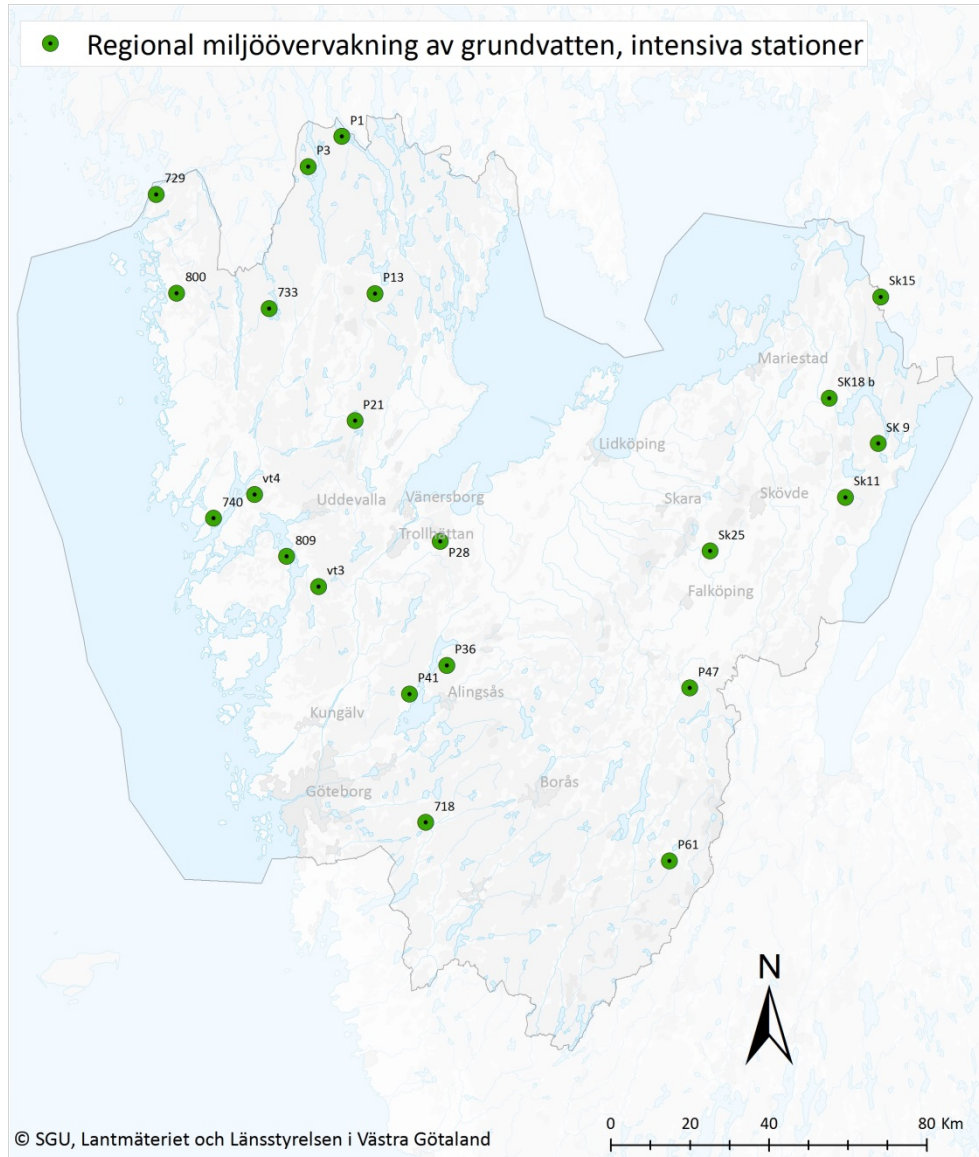 Regional miljöövervakning av grundvatten, intensiva stationer
P1
P3
729
800
733
P13
Sk15
Mariestad
SK18 b
P21
SK 9
Lidköping
vt4
Uddevalla
Vänersborg
Skara
Skövde
Sk11
740
Trollhättan
809
P28
Sk25
vt3
Falköping
P36
P41
Alingsås
P47
Kungälv
Göteborg
Borås
718
P61
N
0
40
80 Km
© SGU, Lantmäteriet och Länsstyrelsen i Västra Götaland